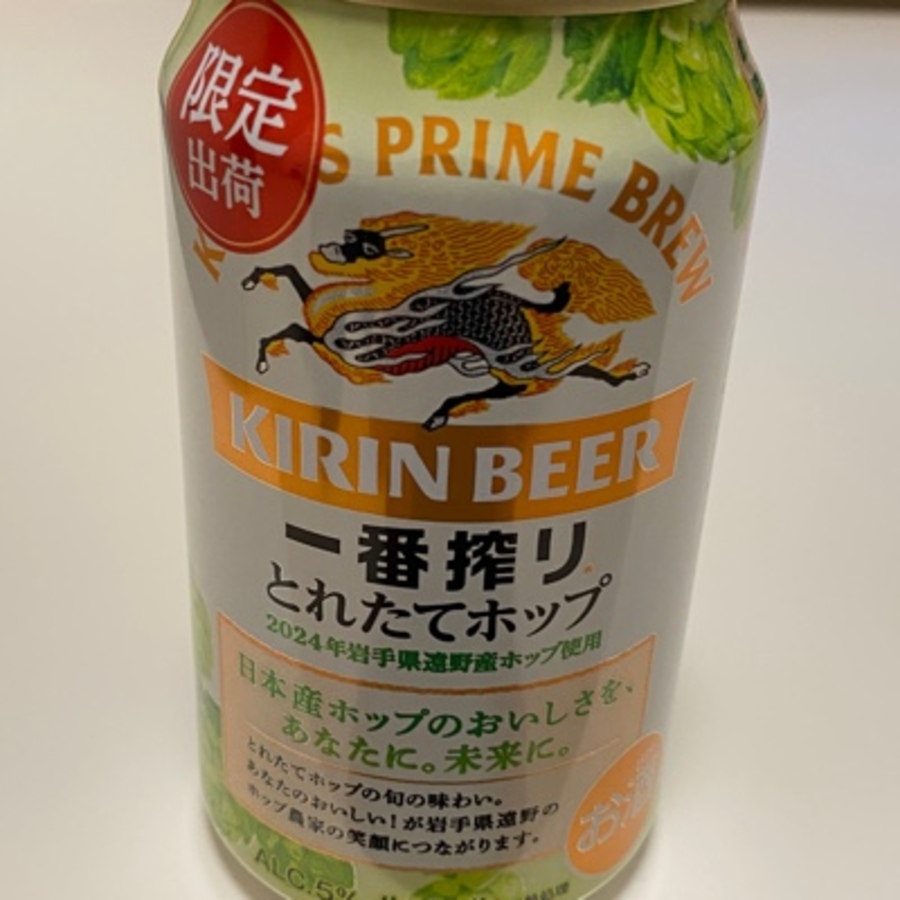 限定
出荷
S PRIME BREW
KIRIN BEER
一番搾り
とれたてホップ
2024年岩手県遠野産ホップ使用
日本産ホップのおいしさを、
あなたに。未来に。
とれたてホップの旬の味わい。
あなたのおいしい!が岩手県遠野の
ホップ農家の笑顔につながります。
お酒
ALC.5%